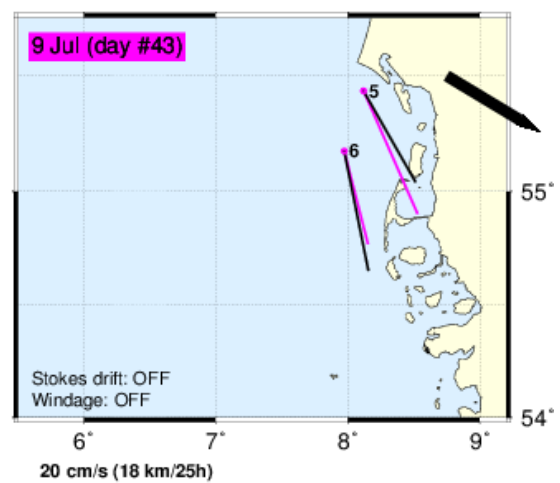 9 Jul (day #43)
5
6
55°
Stokes drift: OFF
Windage: OFF
54°
6° 7° 8° 9°
20 cm/s (18 km/25h)